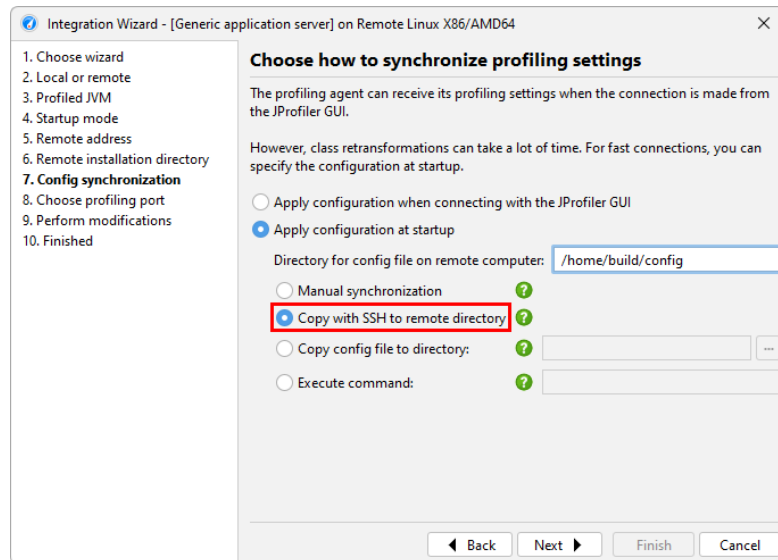 Integration Wizard - [Generic application server] on Remote Linux X86/AMD64
1. Choose wizard
2. Local or remote
3. Profiled JVM
4. Startup mode
5. Remote address
6. Remote installation directory
7. Config synchronization
8. Choose profiling port
9. Perform modifications
10. Finished
Choose how to synchronize profiling settings
The profiling agent can receive its profiling settings when the connection is made from
the JProfiler GUI.
However, class retransformations can take a lot of time. For fast connections, you can
specify the configuration at startup.
Apply configuration when connecting with the JProfiler GUI
Apply configuration at startup
Directory for config file on remote computer: /home/build/config
Manual synchronization ?
Copy with SSH to remote directory ?
Copy config file to directory: ? ...
Execute command: ?
Back Next Finish Cancel